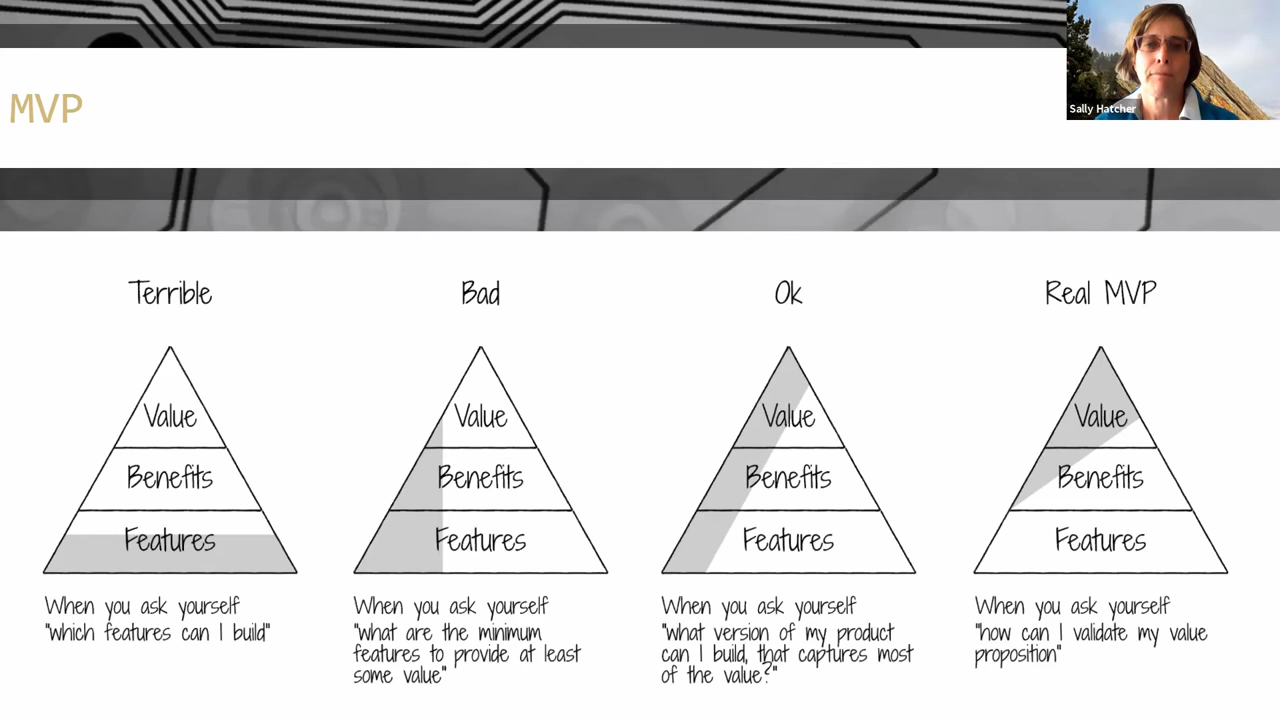 Sally Hatcher
MVP
Terrible
Value
Benefits
Features
When you ask yourself
"which features can I build"
Bad
Value
Benefits
Features
When you ask yourself
"what are the minimum
features to provide at least
some value"
Ok
Value
Benefits
Features
When you ask yourself
"what version of my product
can I build, that captures most
of the value?"
Real MVP
Value
Benefits
Features
When you ask yourself
"how can I validate my value
proposition"